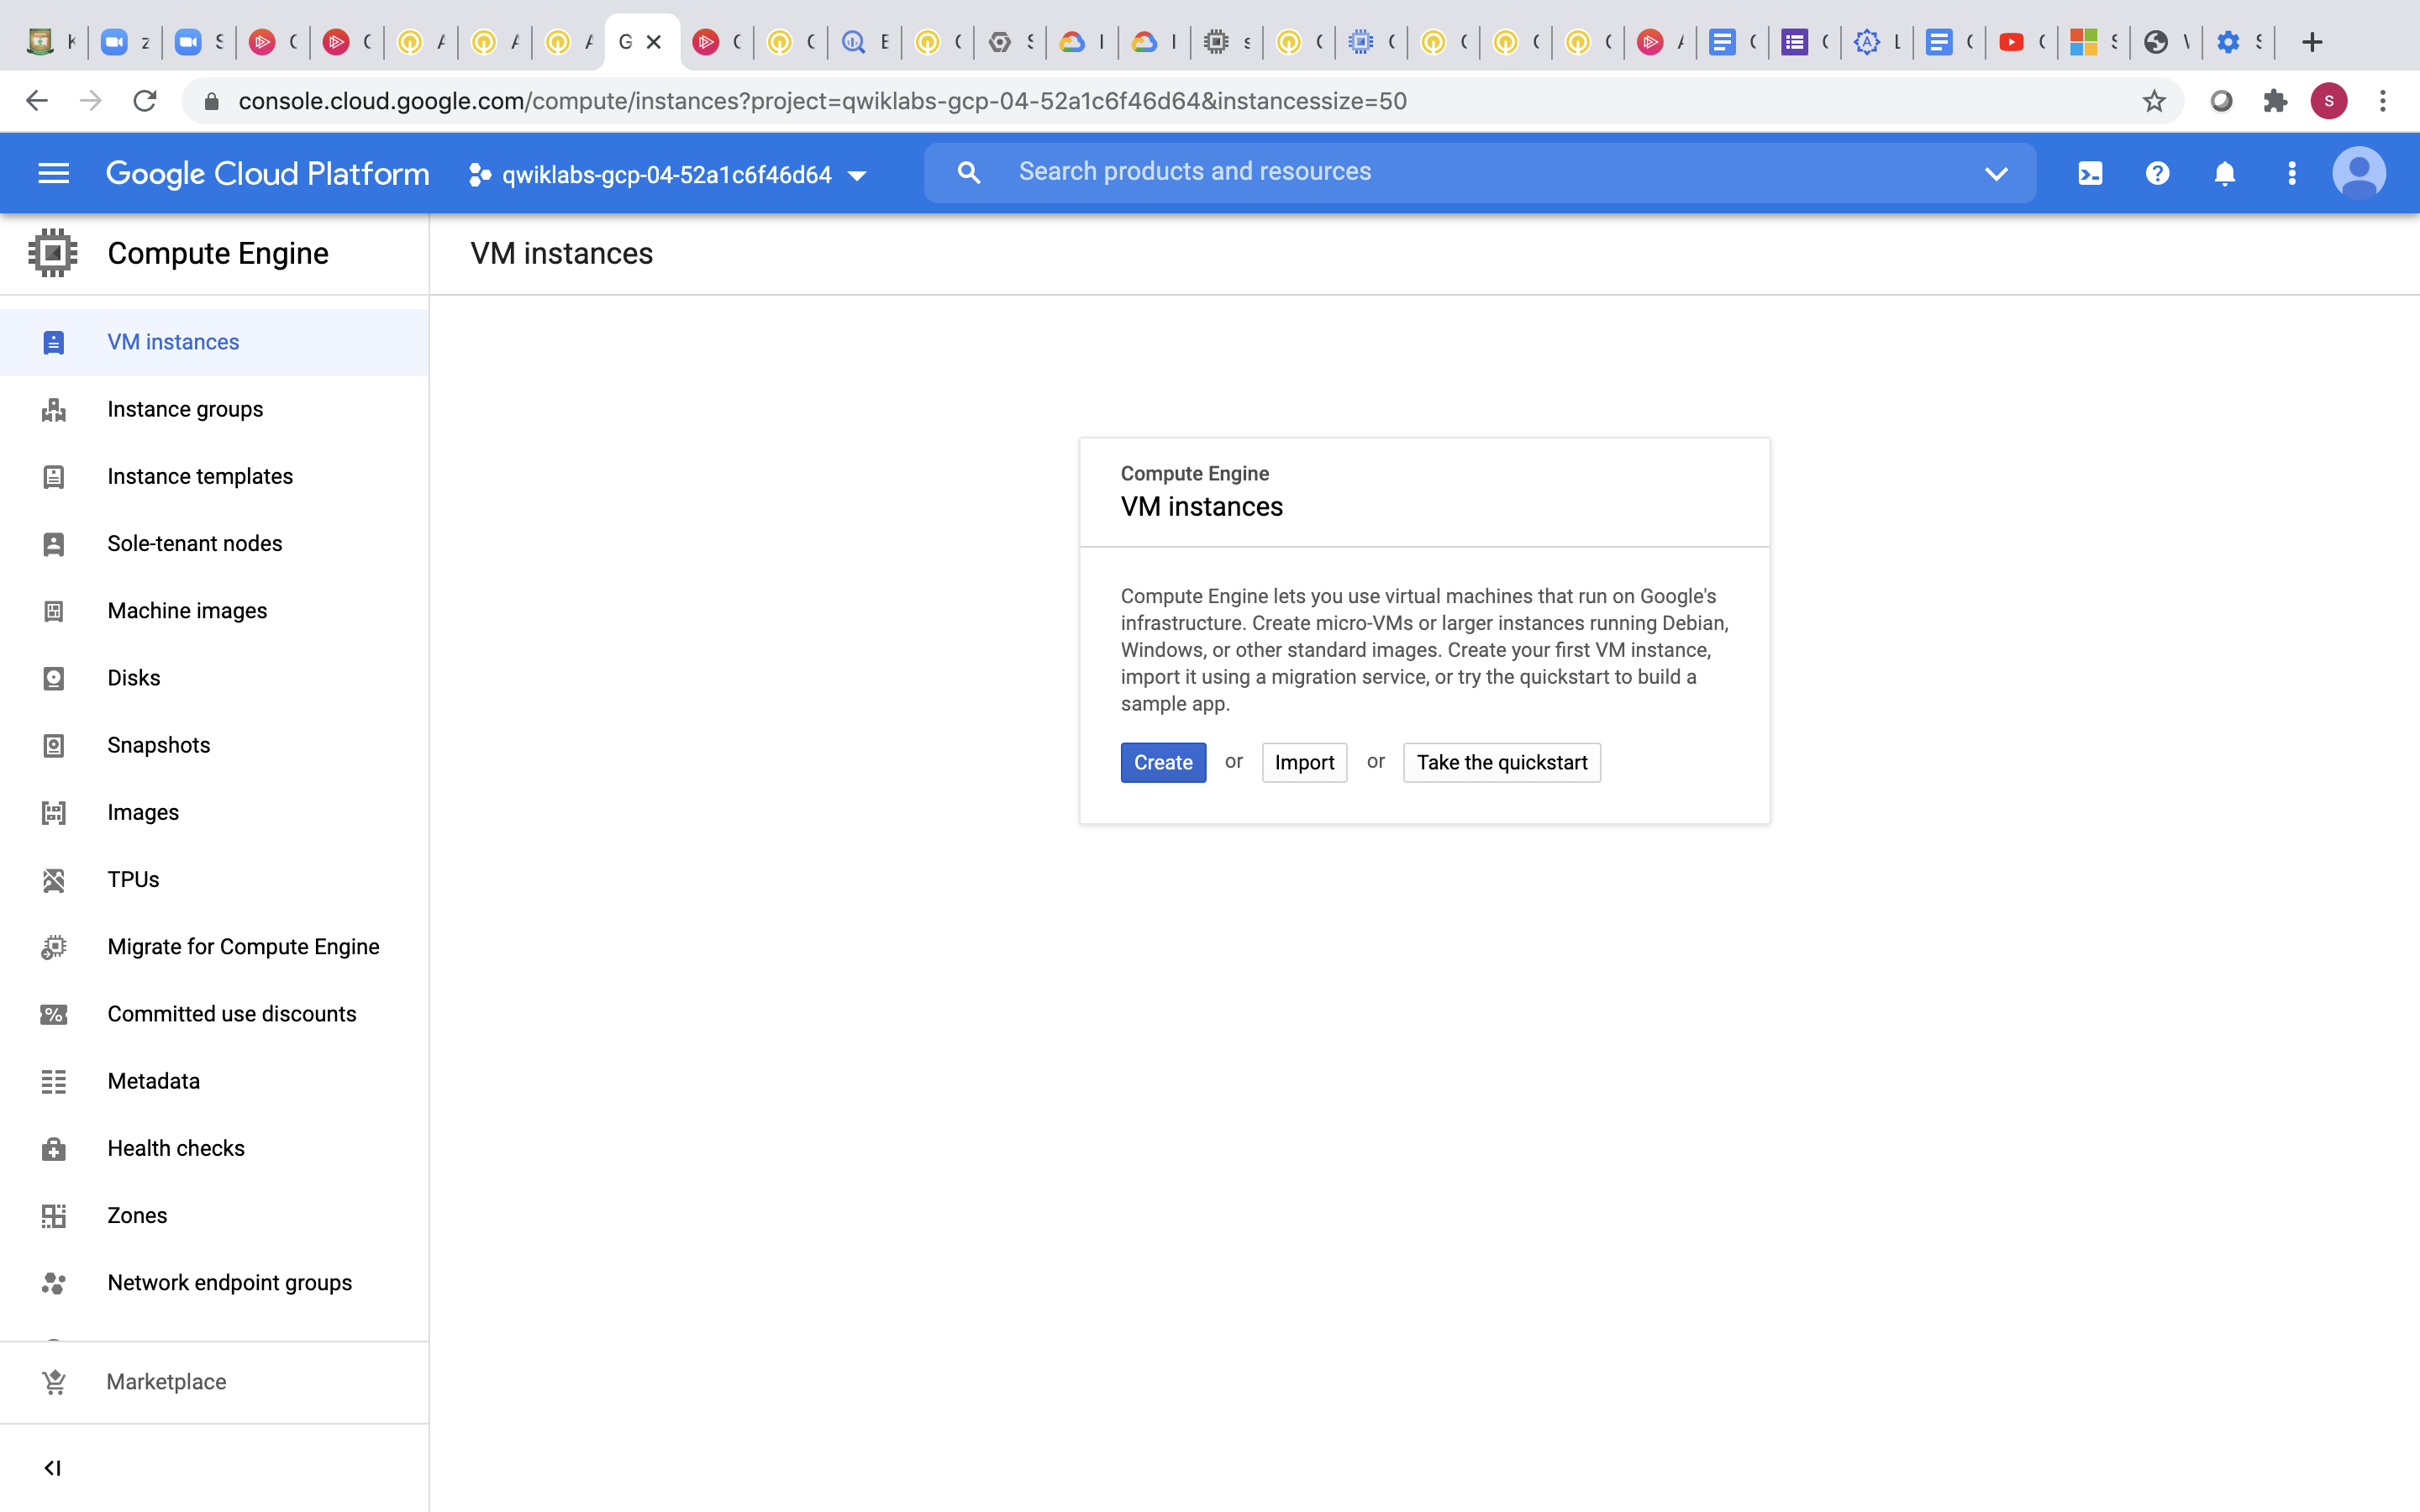 console.cloud.google.com/compute/instances?project=qwiklabs-gcp-04-52a1c6f46d64&instancessize=50
S
Google Cloud Platform
qwiklabs-gcp-04-52a1c6f46d64
Search products and resources
Compute Engine
VM instances
VM instances
Instance groups
Instance templates
Sole-tenant nodes
Machine images
Disks
Snapshots
Images
TPUs
Migrate for Compute Engine
Committed use discounts
Metadata
Health checks
Zones
Network endpoint groups
Marketplace
Compute Engine
VM instances
Compute Engine lets you use virtual machines that run on Google's
infrastructure. Create micro-VMs or larger instances running Debian,
Windows, or other standard images. Create your first VM instance,
import it using a migration service, or try the quickstart to build a
sample app.
Create or Import or Take the quickstart